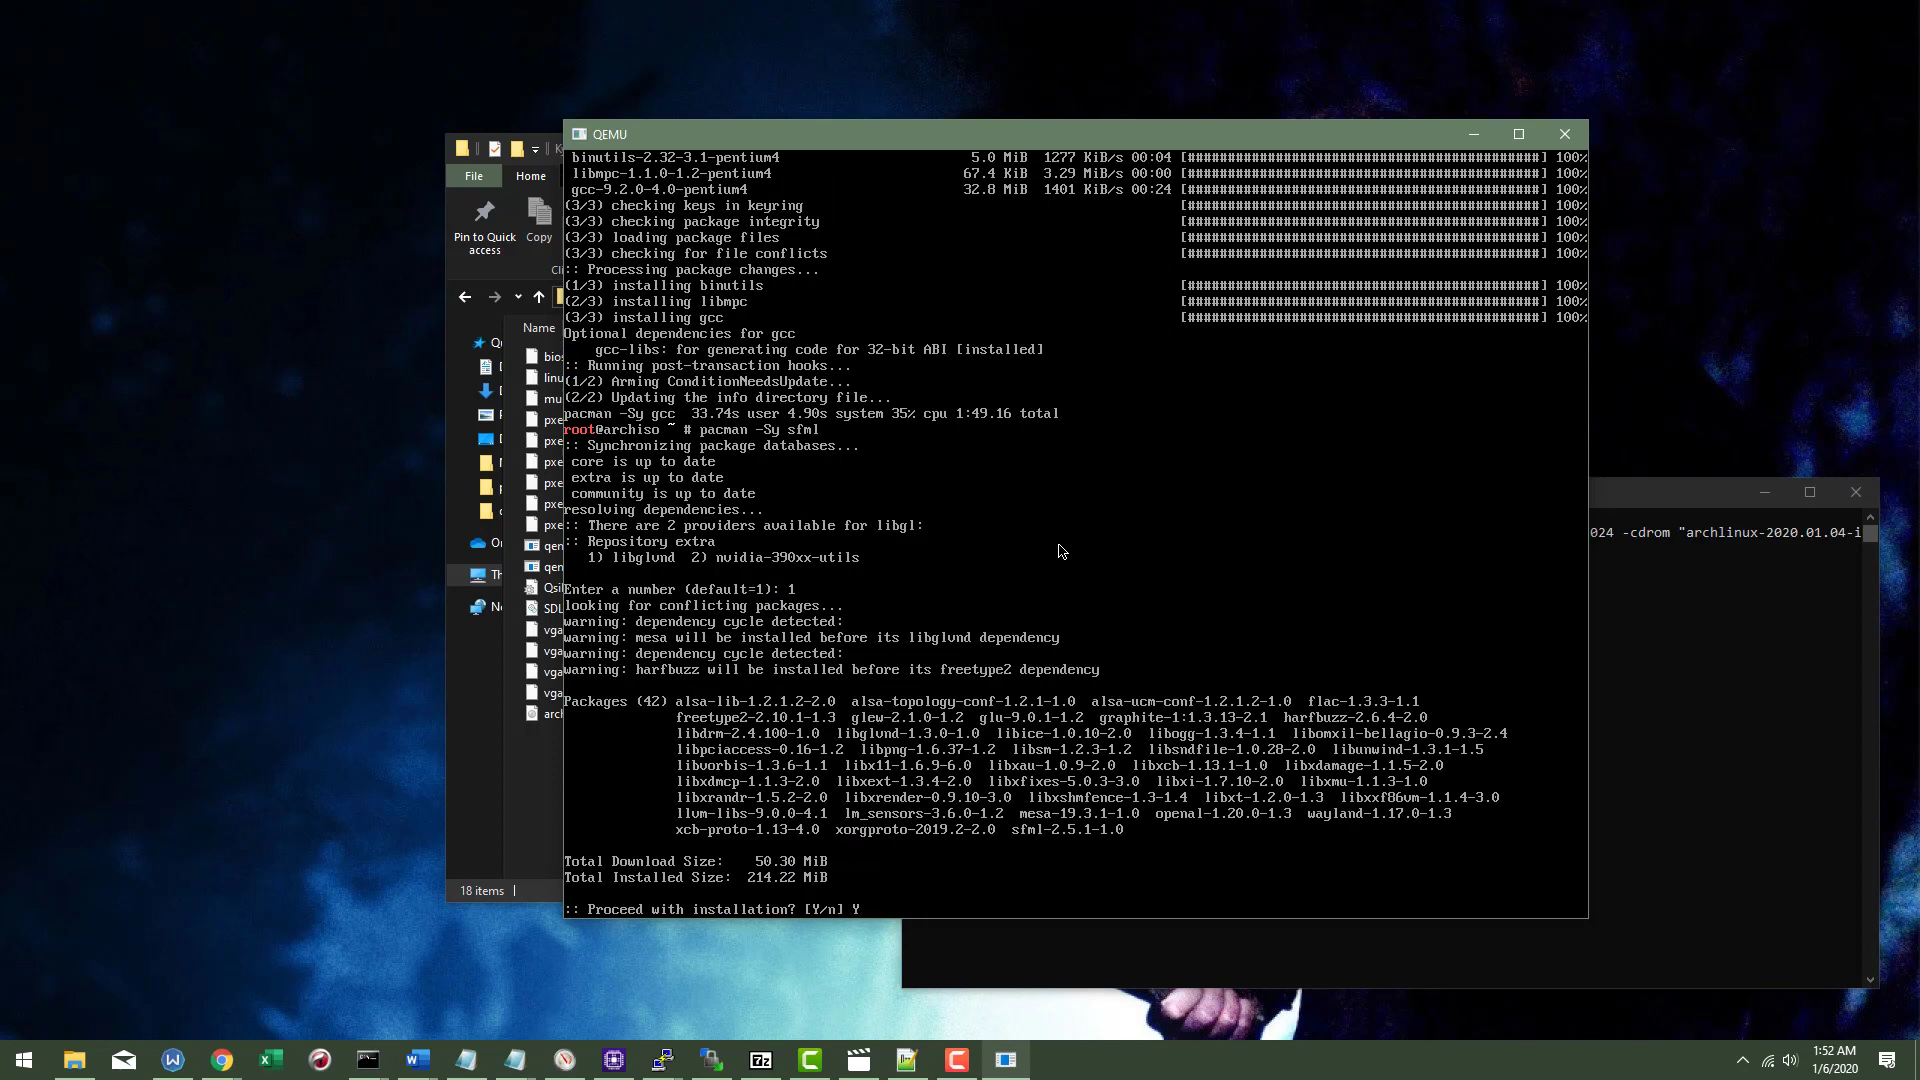 QEMU
File
Home
Pin to Quick access
Copy
Name
18 items
binutils-2.32-3.1-pentium4 5.0 MiB 1277 KiB/s 00:04 [###########################################] 100%
libmpc-1.1.0-1.2-pentium4 67.4 KiB 3.29 MiB/s 00:00 [###########################################] 100%
gcc-9.2.0-4.0-pentium4 32.8 MiB 1401 KiB/s 00:24 [###########################################] 100%
(3/3) checking keys in keyring [###########################################] 100%
(3/3) checking package integrity [###########################################] 100%
(3/3) loading package files [###########################################] 100%
(3/3) checking for file conflicts [###########################################] 100%
:: Processing package changes...
(1/3) installing binutils [###########################################] 100%
(2/3) installing libmpc [###########################################] 100%
(3/3) installing gcc [###########################################] 100%
Optional dependencies for gcc
gcc-libs: for generating code for 32-bit ABI [installed]
:: Running post-transaction hooks...
(1/2) Arming ConditionNeedsUpdate...
(2/2) Updating the info directory file...
pacman -Sy gcc 33.74s user 4.90s system 35% cpu 1:49.16 total
root@archiso ~ # pacman -Sy sfml
:: Synchronizing package databases...
core is up to date
extra is up to date
community is up to date
resolving dependencies...
:: There are 2 providers available for libgl:
:: Repository extra
1) libglvnd 2) nvidia-390xx-utils
Enter a number (default=1): 1
looking for conflicting packages...
warning: dependency cycle detected:
warning: mesa will be installed before its libglvnd dependency
warning: dependency cycle detected:
warning: harfbuzz will be installed before its freetype2 dependency
Packages (42) alsa-lib-1.2.1.2-2.0 alsa-topology-conf-1.2.1-1.0 alsa-ucm-conf-1.2.1.2-1.0 flac-1.3.3-1.1
freetype2-2.10.1-1.3 glew-2.1.0-1.2 glu-9.0.1-1.2 graphite-1:1.3.13-2.1 harfbuzz-2.6.4-2.0
libdrm-2.4.100-1.0 libglvnd-1.3.0-1.0 libice-1.0.10-2.0 libogg-1.3.4-1.1 libomxil-bellagio-0.9.3-2.4
libpciaccess-0.16-1.2 libpng-1.6.37-1.2 libsm-1.2.3-1.2 libsndfile-1.0.28-2.0 libunwind-1.3.1-1.5
libvorbis-1.3.6-1.1 libx11-1.6.9-6.0 libxau-1.0.9-2.0 libxcb-1.13.1-1.0 libxdamage-1.1.5-2.0
libxdmcp-1.1.3-2.0 libxext-1.3.4-2.0 libxfixes-5.0.3-3.0 libxi-1.7.10-2.0 libxmu-1.1.3-1.0
libxrandr-1.5.2-2.0 libxrender-0.9.10-3.0 libxshmfence-1.3-1.4 libxt-1.2.0-1.3 libxxf86vm-1.1.4-3.0
llvm-libs-9.0.0-4.1 lm_sensors-3.6.0-1.2 mesa-19.3.1-1.0 openal-1.20.0-1.3 wayland-1.17.0-1.3
xcb-proto-1.13-4.0 xorgproto-2019.2-2.0 sfml-2.5.1-1.0
Total Download Size: 50.30 MiB
Total Installed Size: 214.22 MiB
:: Proceed with installation? [Y/n] Y
024 -cdrom "archlinux-2020.01.04-i
1:52 AM
1/6/2020